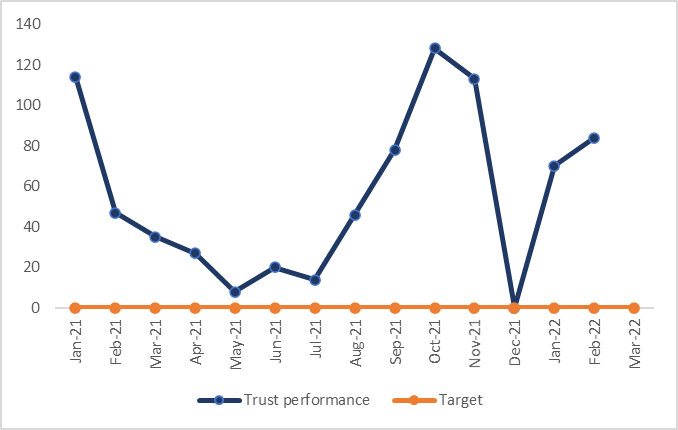 140
120
100
80
60
40
20
0
Jan-21
Feb-21
Mar-21
Apr-21
May-21
Jun-21
Jul-21
Aug-21
Sep-21
Oct-21
Nov-21
Dec-21
Jan-22
Feb-22
Mar-22
Trust performance
Target